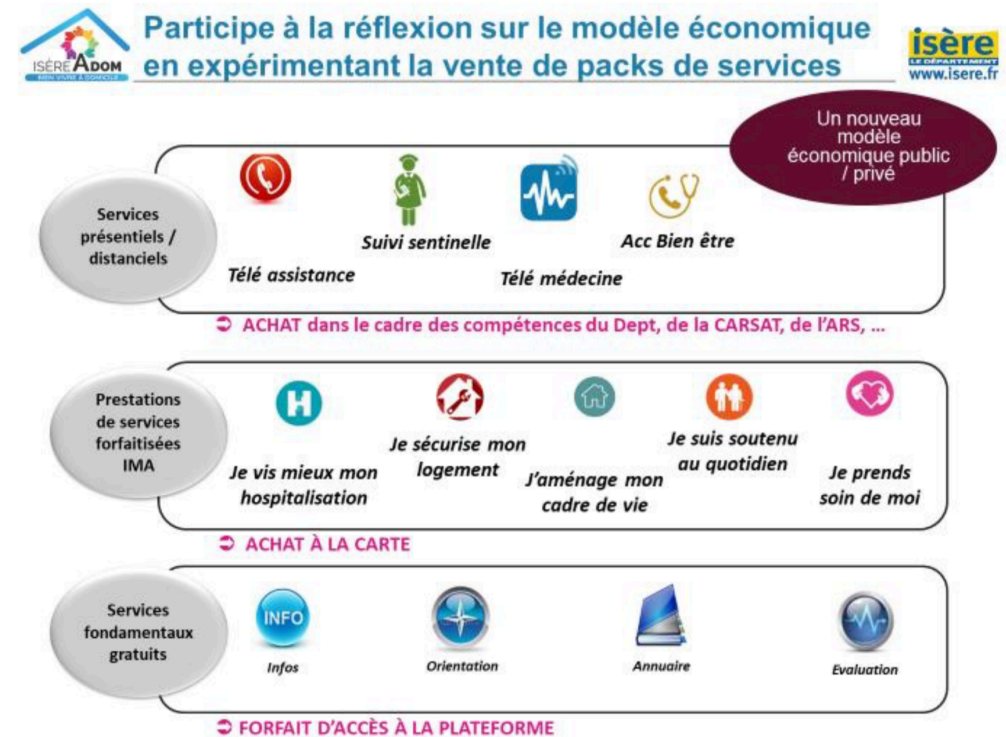 Participe à la réflexion sur le modèle économique
en expérimentant la vente de packs de services
ISÈREADOM
BIEN VIVRE À DOMICILE
isère
LE DÉPARTEMENT
www.isere.fr
Un nouveau
modèle
économique public
/ privé
Services
présentiels /
distanciels
Télé assistance
Suivi sentinelle
Télé médecine
Acc Bien être
ACHAT dans le cadre des compétences du Dept, de la CARSAT, de l'ARS, ...
Prestations
de services
forfaitisées
IMA
H
Je vis mieux mon
hospitalisation
Je sécurise mon
logement
J'aménage mon
cadre de vie
Je suis soutenu
au quotidien
Je prends
soin de moi
ACHAT À LA CARTE
Services
fondamentaux
gratuits
INFO
Infos
Orientation
Annuaire
Evaluation
FORFAIT D'ACCÈS À LA PLATEFORME